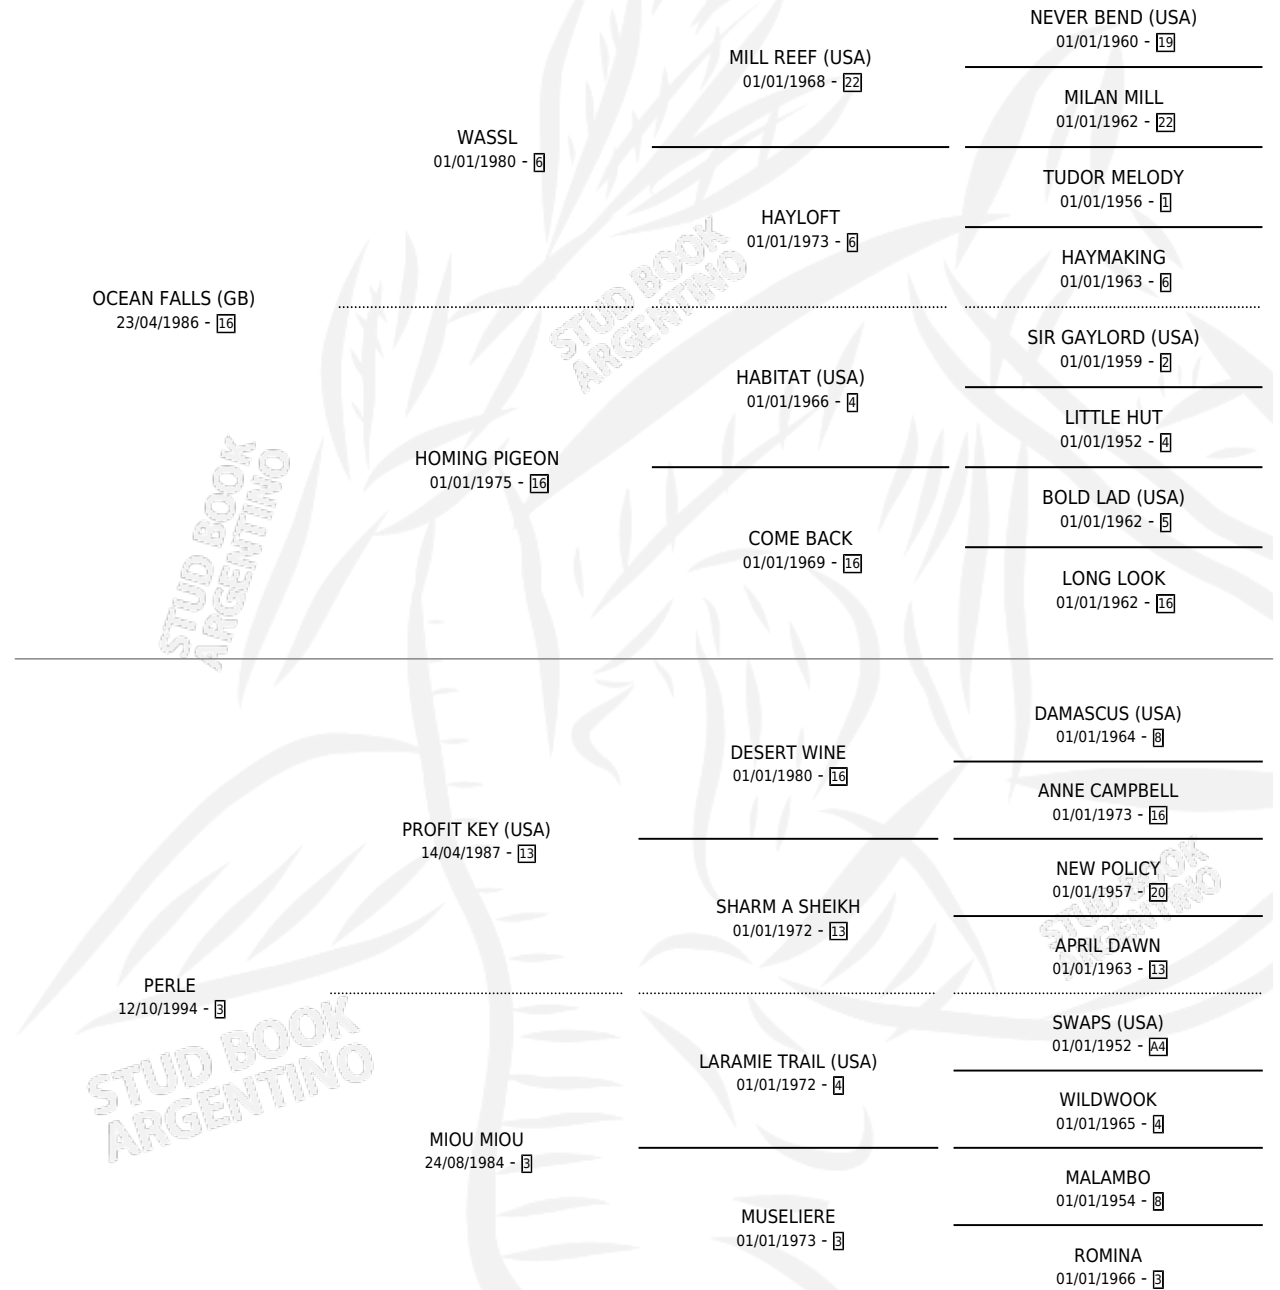 NEVER BEND (USA)
01/01/1960 - 19
MILL REEF (USA)
01/01/1968 - 22
MILAN MILL
01/01/1962 - 22
WASSL
01/01/1980 - 6
TUDOR MELODY
01/01/1956 - 1
HAYLOFT
01/01/1973 - 6
HAYMAKING
01/01/1963 - 6
OCEAN FALLS (GB)
23/04/1986 - 16
SIR GAYLORD (USA)
01/01/1959 - 2
HABITAT (USA)
01/01/1966 - 4
LITTLE HUT
01/01/1952 - 4
HOMING PIGEON
01/01/1975 - 16
BOLD LAD (USA)
01/01/1962 - 5
COME BACK
01/01/1969 - 16
LONG LOOK
01/01/1962 - 16
DAMASCUS (USA)
01/01/1964 - 8
DESERT WINE
01/01/1980 - 16
ANNE CAMPBELL
01/01/1973 - 16
PROFIT KEY (USA)
14/04/1987 - 13
NEW POLICY
01/01/1957 - 20
SHARM A SHEIKH
01/01/1972 - 13
APRIL DAWN
01/01/1963 - 13
PERLE
12/10/1994 - 3
SWAPS (USA)
01/01/1952 - A4
LARAMIE TRAIL (USA)
01/01/1972 - 4
WILDWOOK
01/01/1965 - 4
MIOU MIOU
24/08/1984 - 3
MALAMBO
01/01/1954 - 8
MUSELIERE
01/01/1973 - 3
ROMINA
01/01/1966 - 3
STUD BOOK
ARGENTINO
STUD BOOK
ARGENTINO
STUD BOOK
ARGENTINO
STUD BOOK
ARGENTINO